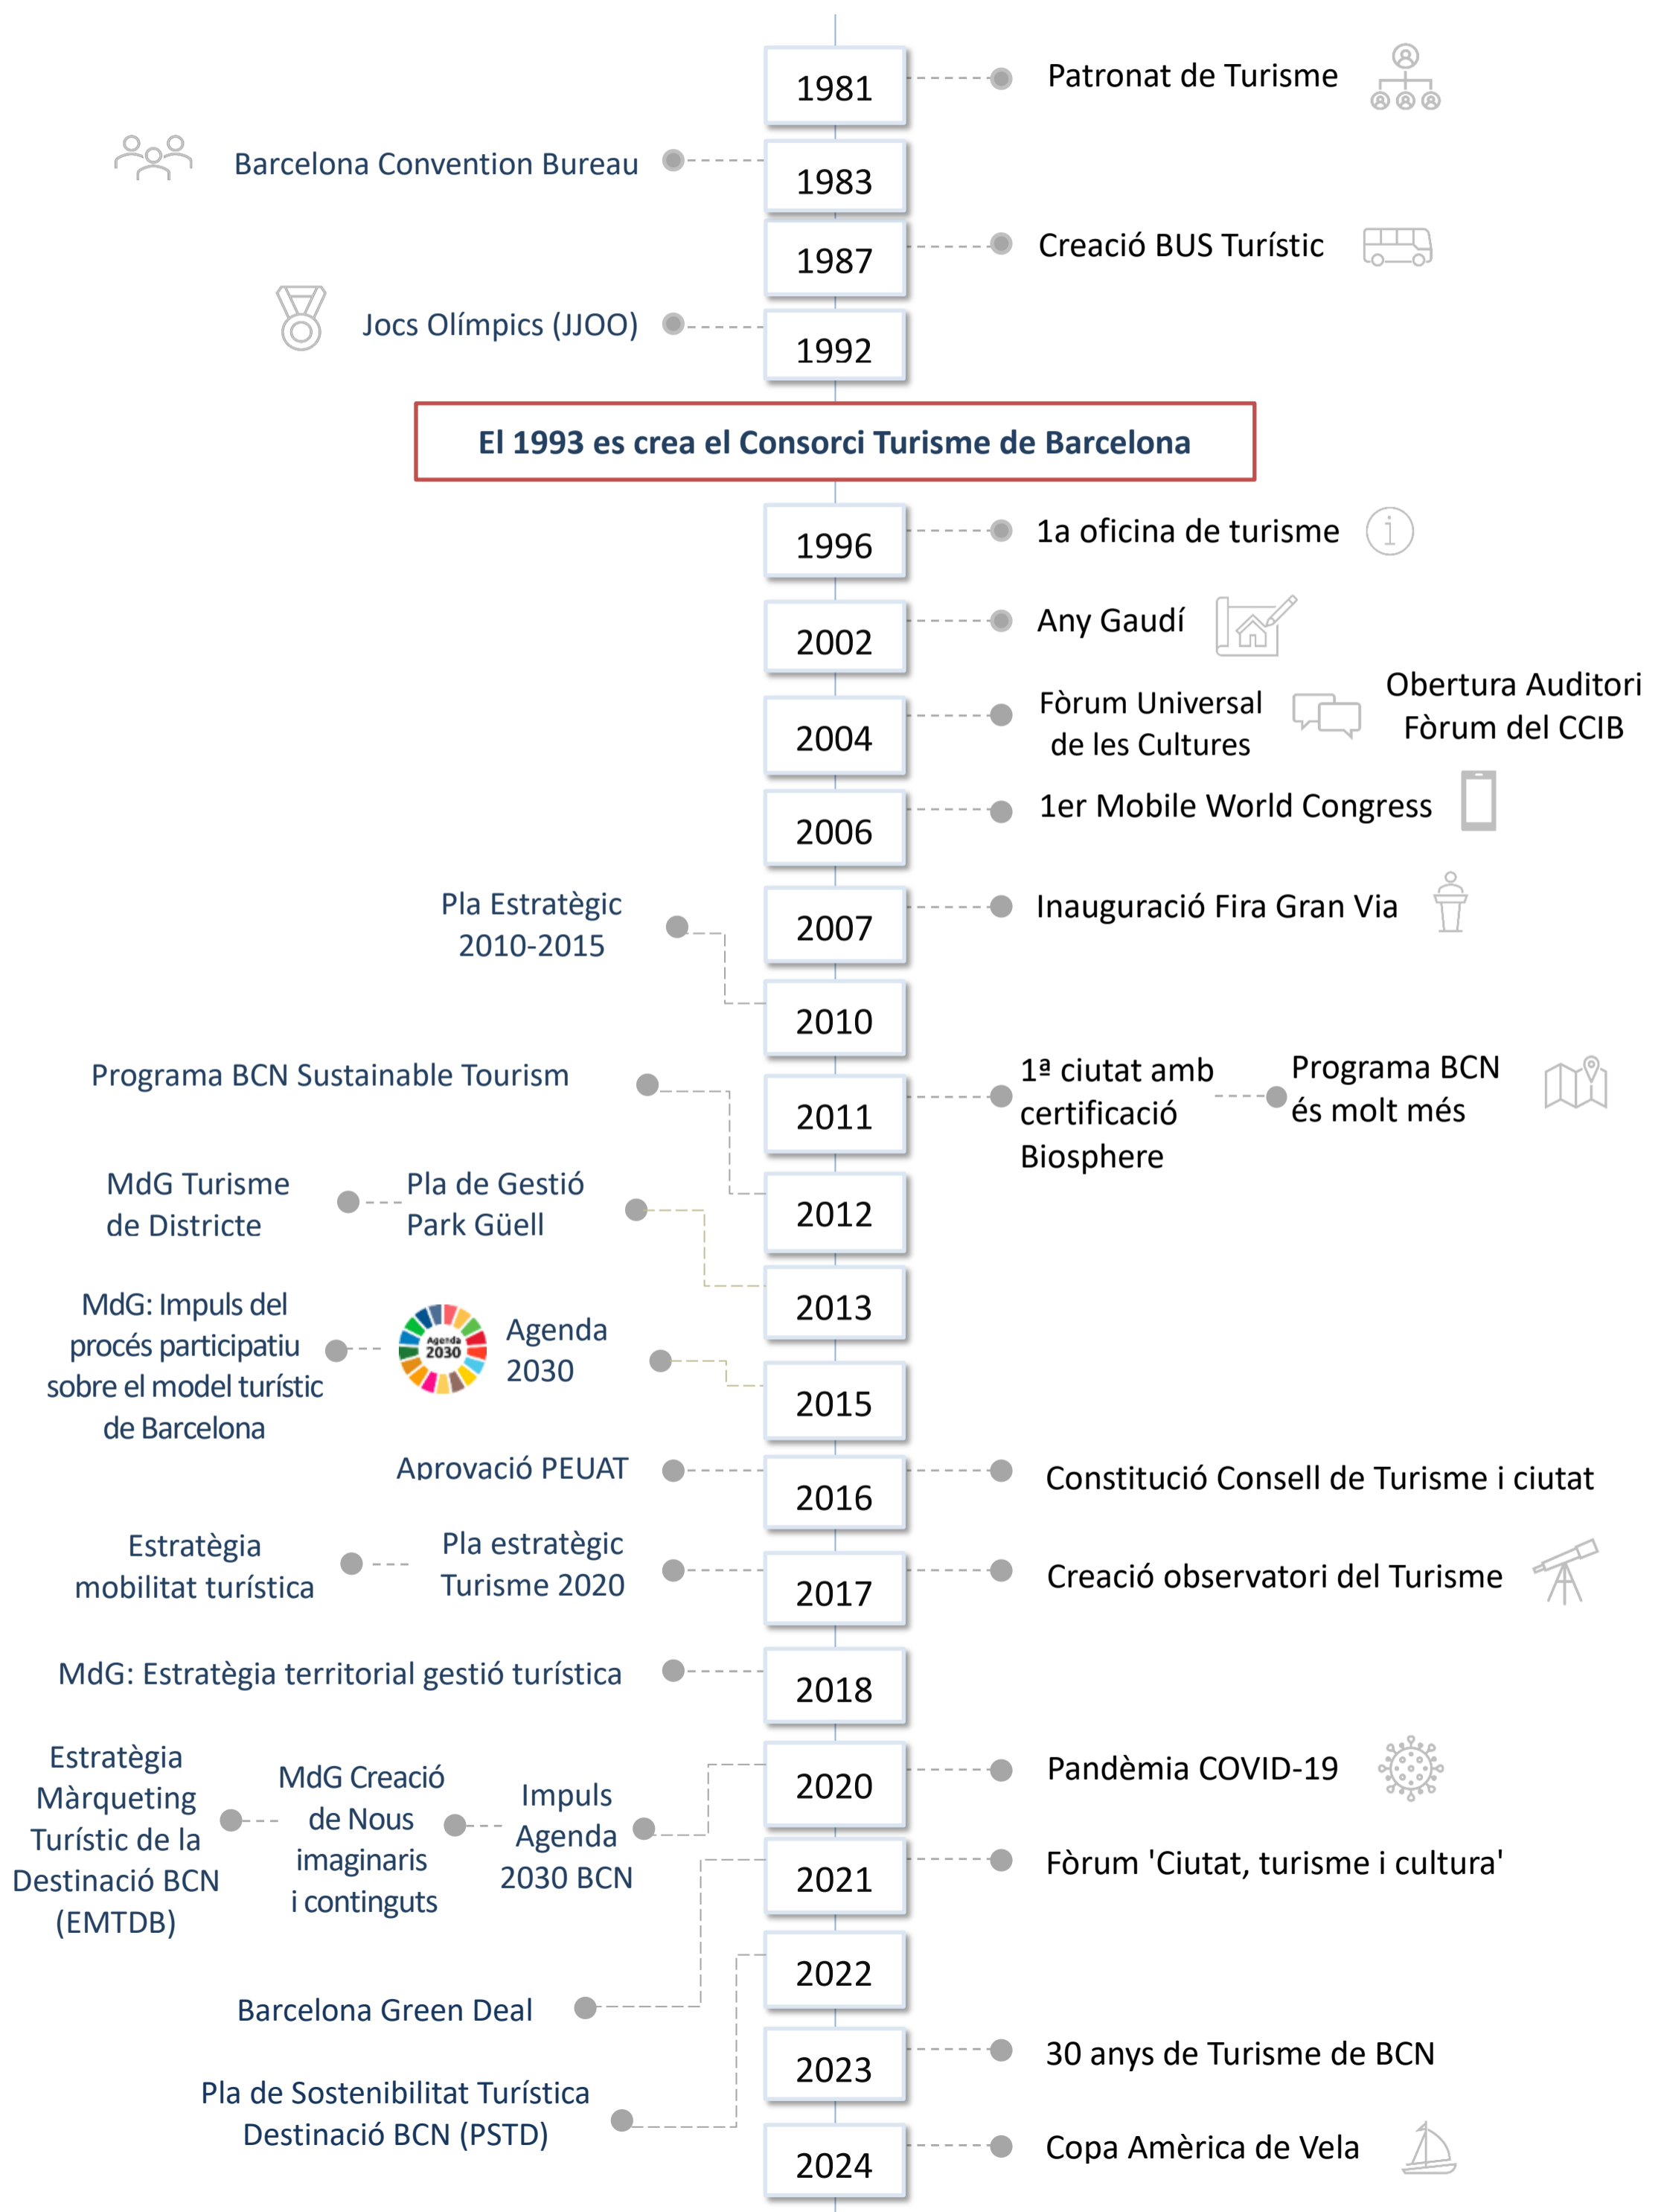 1981
Patronat de Turisme
Barcelona Convention Bureau
1983
1987
Creació BUS Turístic
Jocs Olímpics (JJOO)
1992
El 1993 es crea el Consorci Turisme de Barcelona
1996
1a oficina de turisme
i
2002
Any Gaudí
2004
Fòrum Universal
de les Cultures
Obertura Auditori
Fòrum del CCIB
2006
1er Mobile World Congress
2007
Inauguració Fira Gran Via
Pla Estratègic
2010-2015
2010
2011
1ª ciutat amb
certificació
Biosphere
Programa BCN
és molt més
Programa BCN Sustainable Tourism
2012
MdG Turisme
de Districte
Pla de Gestió
Park Güell
2013
MdG: Impuls del
procés participatiu
sobre el model turístic
de Barcelona
Agenda
2030
Agenda
2030
2015
Aprovació PEUAT
2016
Constitució Consell de Turisme i ciutat
Estratègia
mobilitat turística
Pla estratègic
Turisme 2020
2017
Creació observatori del Turisme
MdG: Estratègia territorial gestió turística
2018
Estratègia
Màrqueting
Turístic de la
Destinació BCN
(EMTDB)
MdG Creació
de Nous
imaginaris
i continguts
Impuls
Agenda
2030 BCN
2020
Pandèmia COVID-19
2021
Fòrum 'Ciutat, turisme i cultura'
Barcelona Green Deal
2022
2023
30 anys de Turisme de BCN
Pla de Sostenibilitat Turística
Destinació BCN (PSTD)
2024
Copa Amèrica de Vela